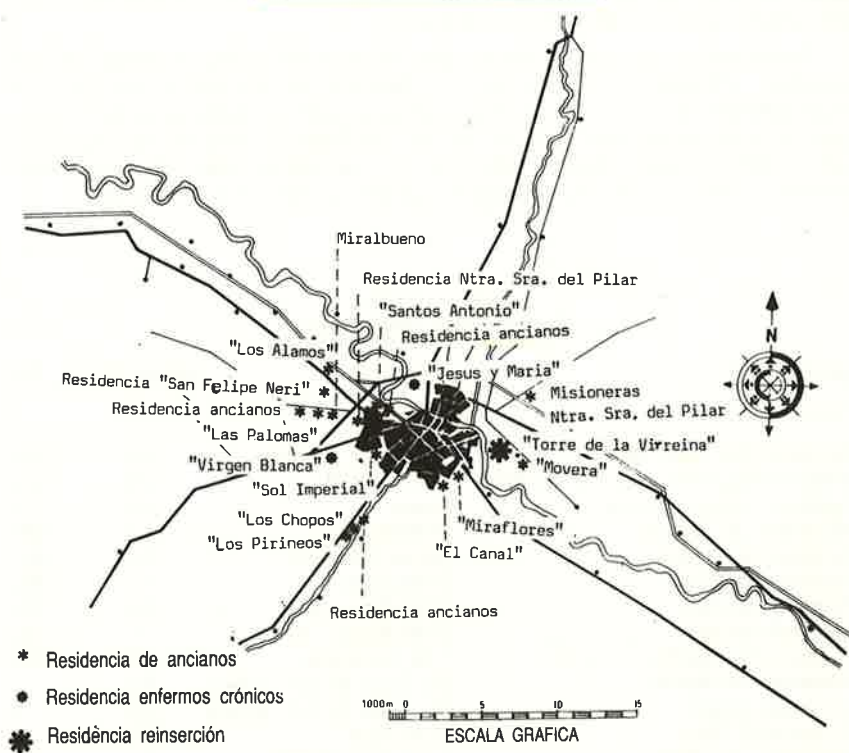 Miralbueno
Residencia Ntra. Sra. del Pilar
"Santos Antonio"
Residencia ancianos
"Los Alamos"
"Jesus y Maria"
Residencia "San Felipe Neri"
Misioneras
Ntra. Sra. del Pilar
Residencia ancianos
"Las Palomas"
"Torre de la Virreina"
"Virgen Blanca"
"Movera"
"Sol Imperial"
"Los Chopos"
"Miraflores"
"Los Pirineos"
"El Canal"
Residencia ancianos
N
* Residencia de ancianos
Residencia enfermos crónicos
Residència reinserción
1000m 0 5 10 15
ESCALA GRAFICA